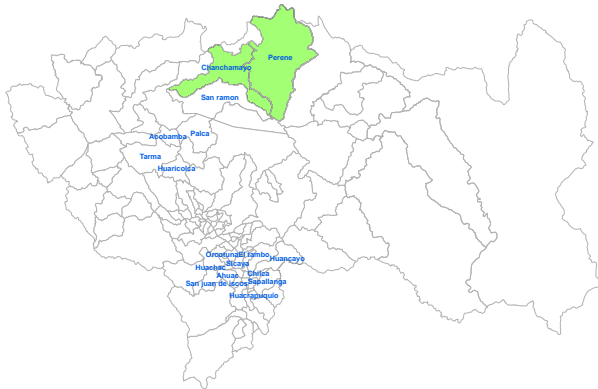 Perene
Chanchamayo
San ramon
Acobamba
Palca
Tarma
Huaricolca
Orcotuna
El tambo
Huancayo
Sicaya
Huachac
Ahuac
Chilca
San juan de iscos
Sapallanga
Huacrapuquio